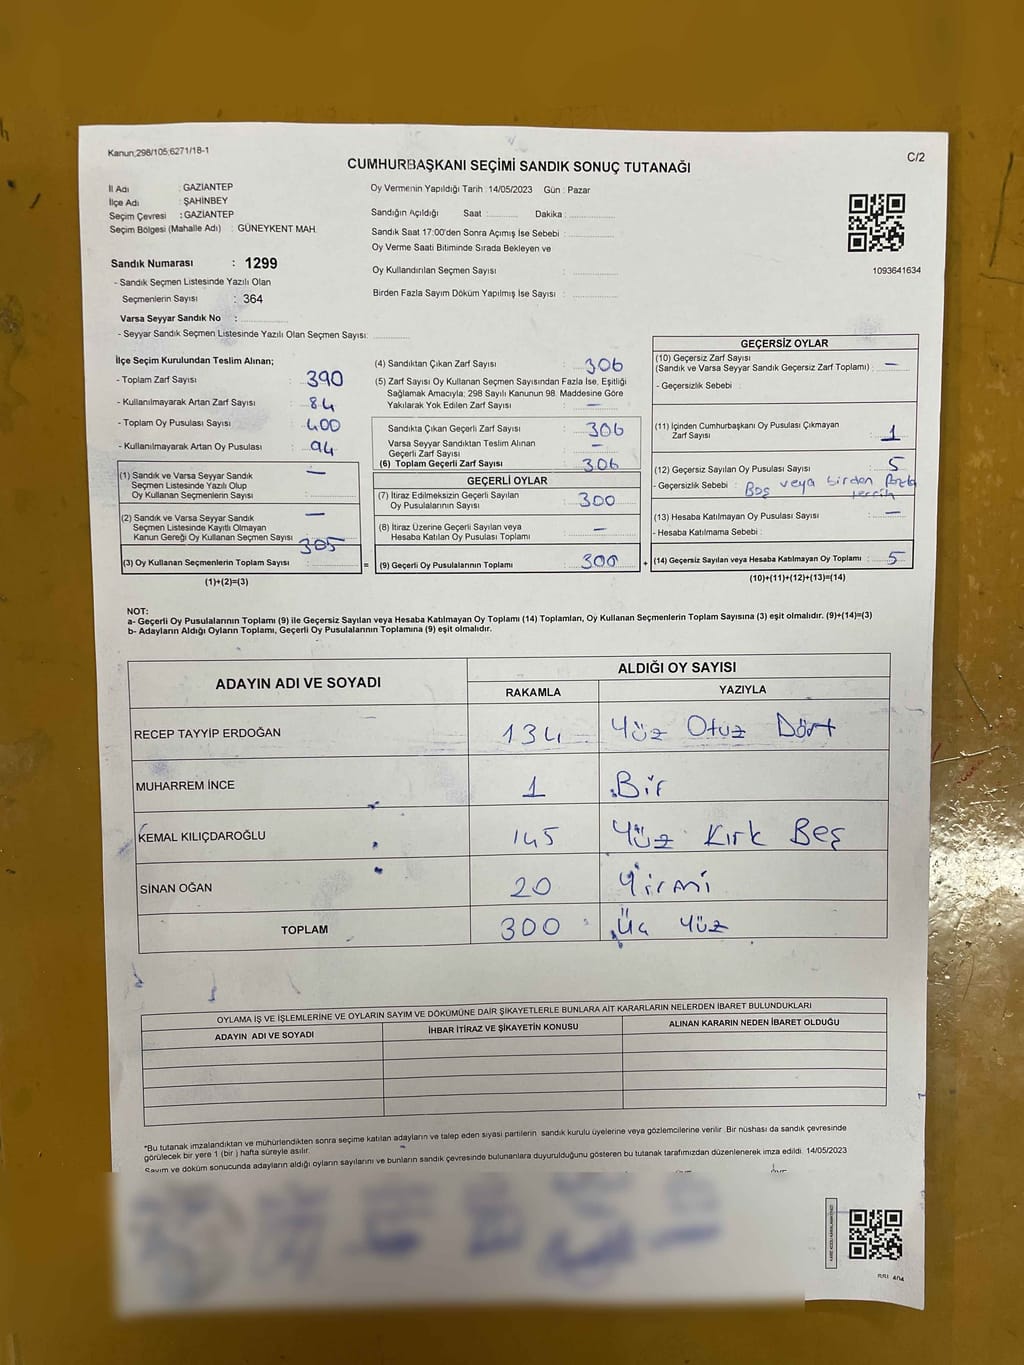 Kanun;298/105;6271/18-1
C/2
CUMHURBAŞKANI SEÇİMİ SANDIK SONUÇ TUTANAĞI
İl Adı : GAZİANTEP
İlçe Adı : ŞAHİNBEY
Seçim Çevresi : GAZİANTEP
Seçim Bölgesi (Mahalle Adı) : GÜNEYKENT MAH.
Sandık Numarası : 1299
- Sandık Seçmen Listesinde Yazılı Olan
Seçmenlerin Sayısı : 364
Varsa Seyyar Sandık No :
- Seyyar Sandık Seçmen Listesinde Yazılı Olan Seçmen Sayısı:
Oy Vermenin Yapıldığı Tarih : 14/05/2023 Gün : Pazar
Sandığın Açıldığı Saat : Dakika :
Sandık Saat 17:00'den Sonra Açımış İse Sebebi :
Oy Verme Saati Bitiminde Sırada Bekleyen ve
Oy Kullandırılan Seçmen Sayısı :
Birden Fazla Sayım Döküm Yapılmış İse Sayısı :
1093641634
İlçe Seçim Kurulundan Teslim Alınan;
- Toplam Zarf Sayısı : 390
- Kullanılmayarak Artan Zarf Sayısı : 84
- Toplam Oy Pusulası Sayısı : 400
- Kullanılmayarak Artan Oy Pusulası : 94
(1) Sandık ve Varsa Seyyar Sandık
Seçmen Listesinde Yazılı Olup
Oy Kullanan Seçmenlerin Sayısı : —
(2) Sandık ve Varsa Seyyar Sandık
Seçmen Listesinde Kayıtlı Olmayan
Kanun Gereği Oy Kullanan Seçmen Sayısı : —
(3) Oy Kullanan Seçmenlerin Toplam Sayısı : 305
(1)+(2)=(3)
(4) Sandıktan Çıkan Zarf Sayısı : 306
(5) Zarf Sayısı Oy Kullanan Seçmen Sayısından Fazla İse, Eşitliği
Sağlamak Amacıyla; 298 Sayılı Kanunun 98. Maddesine Göre
Yakılarak Yok Edilen Zarf Sayısı : —
Sandıkta Çıkan Geçerli Zarf Sayısı : 306
Varsa Seyyar Sandıktan Teslim Alınan
Geçerli Zarf Sayısı : —
(6) Toplam Geçerli Zarf Sayısı : 306
GEÇERLİ OYLAR
(7) İtiraz Edilmeksizin Geçerli Sayılan
Oy Pusulalarının Sayısı : 300
(8) İtiraz Üzerine Geçerli Sayılan veya
Hesaba Katılan Oy Pusulası Toplamı : —
= (9) Geçerli Oy Pusulalarının Toplamı : 300 +
GEÇERSİZ OYLAR
(10) Geçersiz Zarf Sayısı
(Sandık ve Varsa Seyyar Sandık Geçersiz Zarf Toplamı) : —
- Geçersizlik Sebebi :
(11) İçinden Cumhurbaşkanı Oy Pusulası Çıkmayan
Zarf Sayısı : 1
(12) Geçersiz Sayılan Oy Pusulası Sayısı : 5
- Geçersizlik Sebebi : Boş veya birden fazla
tercih
(13) Hesaba Katılmayan Oy Pusulası Sayısı : —
- Hesaba Katılmama Sebebi :
(14) Geçersiz Sayılan veya Hesaba Katılmayan Oy Toplamı : 5
(10)+(11)+(12)+(13)=(14)
NOT:
a- Geçerli Oy Pusulalarının Toplamı (9) ile Geçersiz Sayılan veya Hesaba Katılmayan Oy Toplamı (14) Toplamları, Oy Kullanan Seçmenlerin Toplam Sayısına (3) eşit olmalıdır. (9)+(14)=(3)
b- Adayların Aldığı Oyların Toplamı, Geçerli Oy Pusulalarının Toplamına (9) eşit olmalıdır.
ADAYIN ADI VE SOYADI ALDIĞI OY SAYISI
RAKAMLA YAZIYLA
RECEP TAYYİP ERDOĞAN 134 Yüz Otuz Dört
MUHARREM İNCE 1 Bir
KEMAL KILIÇDAROĞLU 145 Yüz Kırk Beş
SİNAN OĞAN 20 Yirmi
TOPLAM 300 Üç Yüz
OYLAMA İŞ VE İŞLEMLERİNE VE OYLARIN SAYIM VE DÖKÜMÜNE DAİR ŞİKAYETLERLE BUNLARA AİT KARARLARIN NELERDEN İBARET BULUNDUKLARI
ADAYIN ADI VE SOYADI İHBAR İTİRAZ VE ŞİKAYETİN KONUSU ALINAN KARARIN NEDEN İBARET OLDUĞU
*Bu tutanak imzalandıktan ve mühürlendikten sonra seçime katılan adayların ve talep eden siyasi partilerin sandık kurulu üyelerine veya gözlemcilerine verilir. Bir nüshası da sandık çevresinde
görülecek bir yere 1 (bir ) hafta süreyle asılır.
Sayım ve döküm sonucunda adayların aldığı oyların sayılarını ve bunların sandık çevresinde bulunanlara duyurulduğunu gösteren bu tutanak tarafımızdan düzenlenerek imza edildi. 14/05/2023